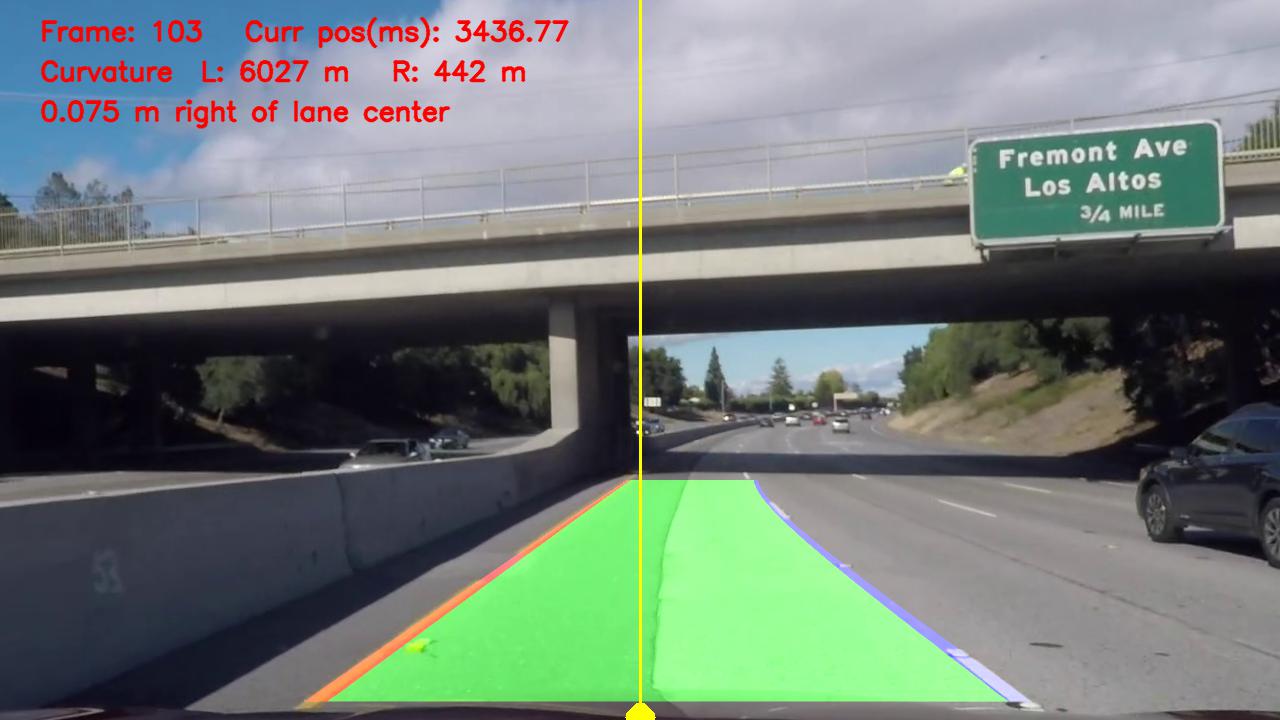 Frame: 103 Curr pos(ms): 3436.77
Curvature L: 6027 m R: 442 m
0.075 m right of lane center
Fremont Ave
Los Altos
3/4 MILE